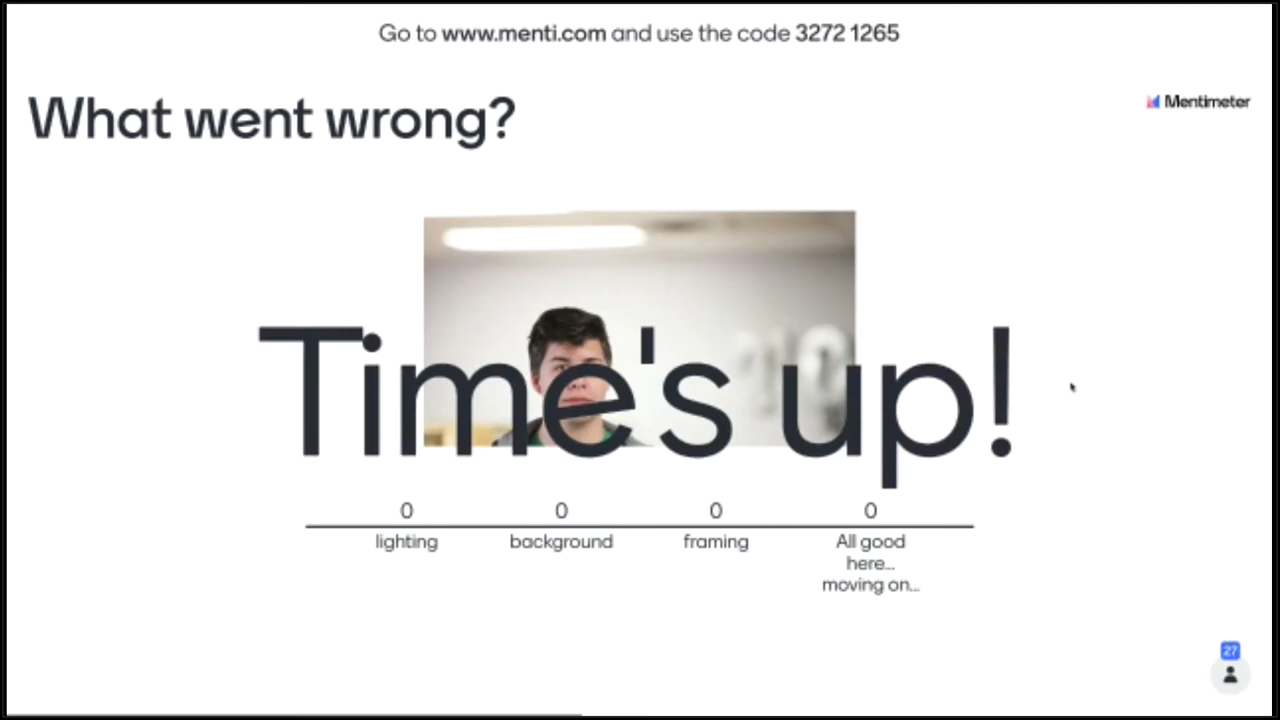 Go to www.menti.com and use the code 3272 1265
What went wrong?
Mentimeter
Time's up!
0 0 0 0
lighting background framing All good
here...
moving on...
27